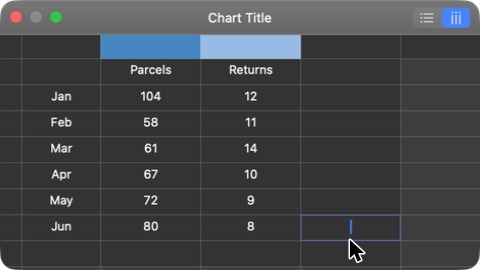 Chart Title
Parcels Returns
Jan 104 12
Feb 58 11
Mar 61 14
Apr 67 10
May 72 9
Jun 80 8